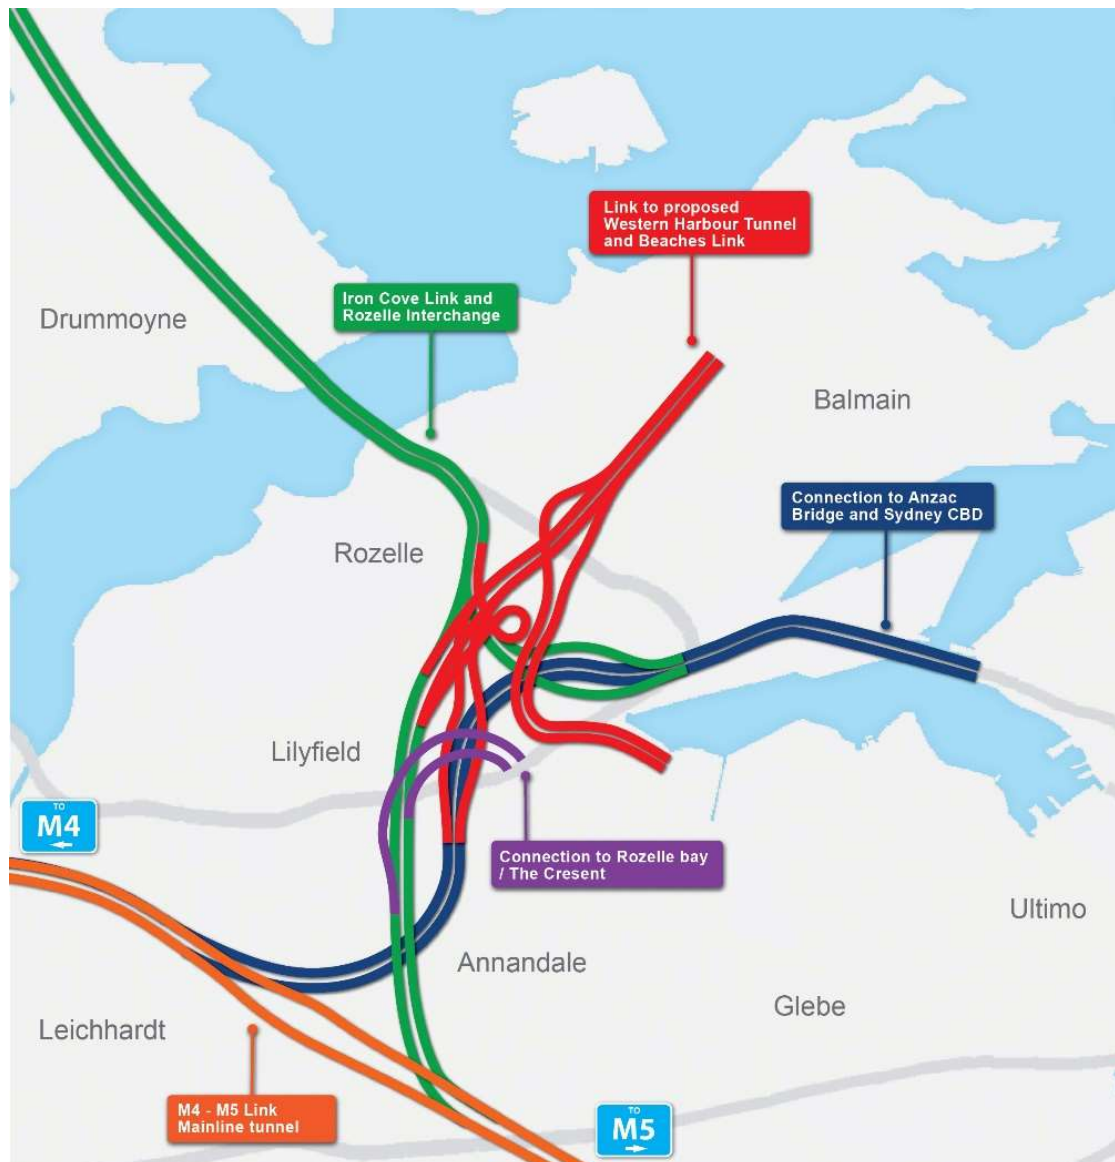 Link to proposed
Western Harbour Tunnel
and Beaches Link
Iron Cove Link and
Rozelle Interchange
Drummoyne
Balmain
Connection to Anzac
Bridge and Sydney CBD
Rozelle
Lilyfield
TO
M4
Connection to Rozelle bay
/ The Cresent
Ultimo
Annandale
Glebe
Leichhardt
M4 - M5 Link
Mainline tunnel
TO
M5